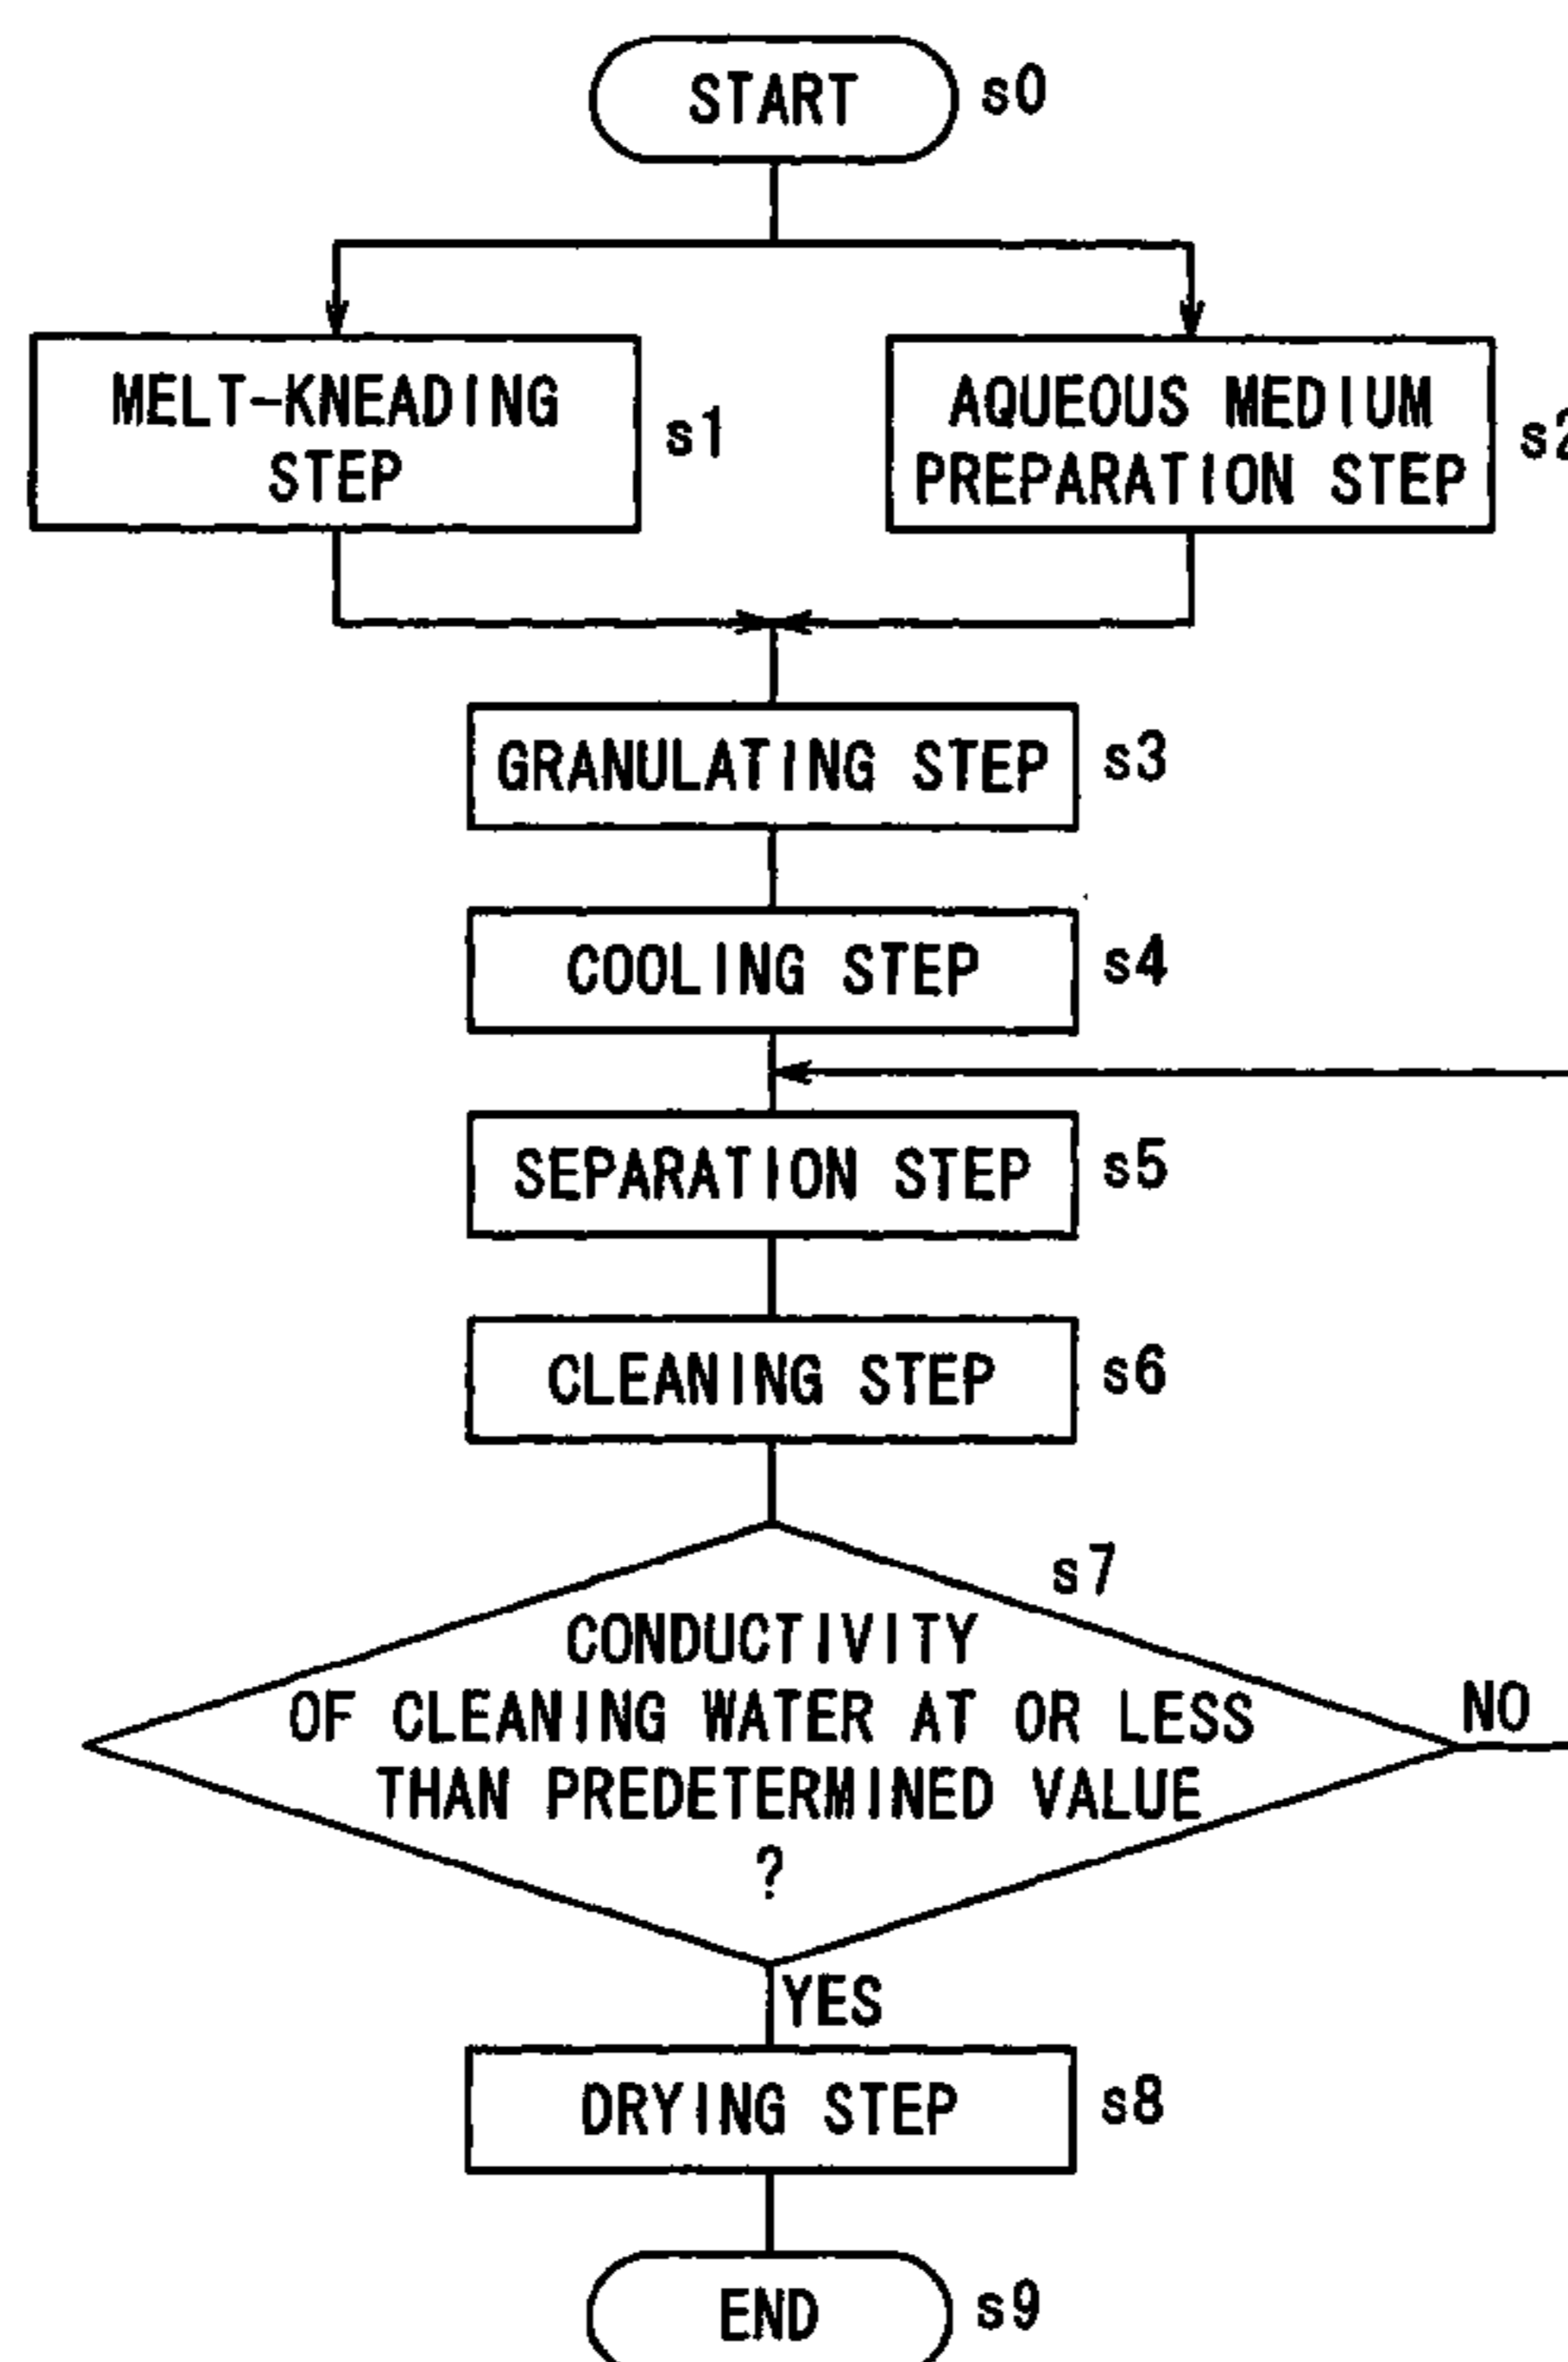 START
s0
MELT-KNEADING
STEP
s1
AQUEOUS MEDIUM
PREPARATION STEP
s2
GRANULATING STEP
s3
COOLING STEP
s4
SEPARATION STEP
s5
CLEANING STEP
s6
s7
CONDUCTIVITY
OF CLEANING WATER AT OR LESS
THAN PREDETERMINED VALUE
?
NO
YES
DRYING STEP
s8
END
s9